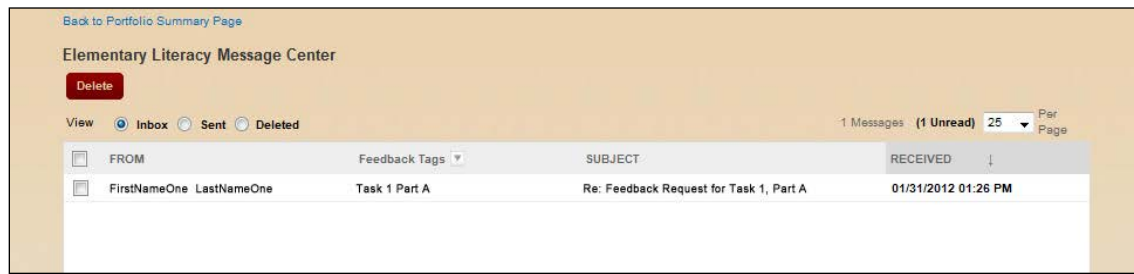 Back to Portfolio Summary Page
Elementary Literacy Message Center
Delete
View Inbox Sent Deleted 1 Messages (1 Unread) 25 Per Page
FROM Feedback Tags SUBJECT RECEIVED ↓
FirstNameOne LastNameOne Task 1 Part A Re: Feedback Request for Task 1, Part A 01/31/2012 01:26 PM